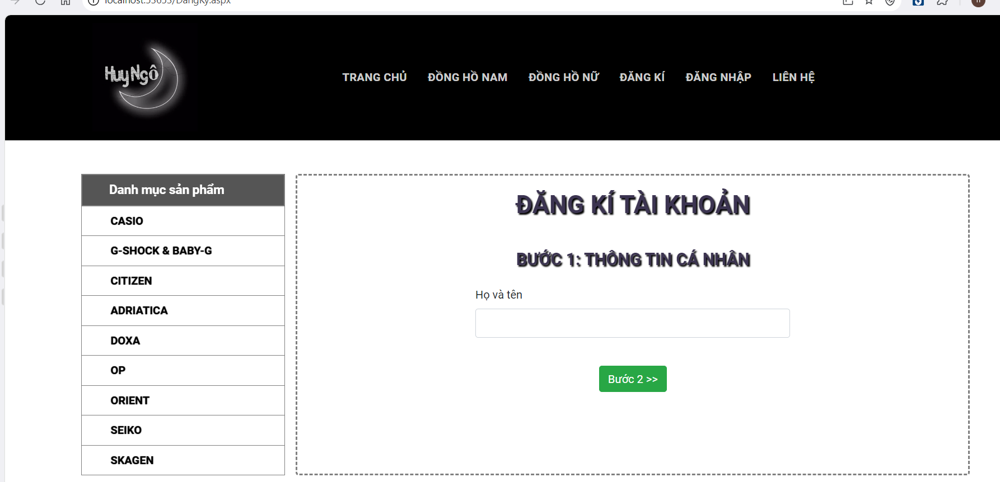 localhost:53653/DangKy.aspx
Huy Ngô
TRANG CHỦ ĐỒNG HỒ NAM ĐỒNG HỒ NỮ ĐĂNG KÍ ĐĂNG NHẬP LIÊN HỆ
Danh mục sản phẩm
CASIO
G-SHOCK & BABY-G
CITIZEN
ADRIATICA
DOXA
OP
ORIENT
SEIKO
SKAGEN
ĐĂNG KÍ TÀI KHOẢN
BƯỚC 1: THÔNG TIN CÁ NHÂN
Họ và tên
Bước 2 >>